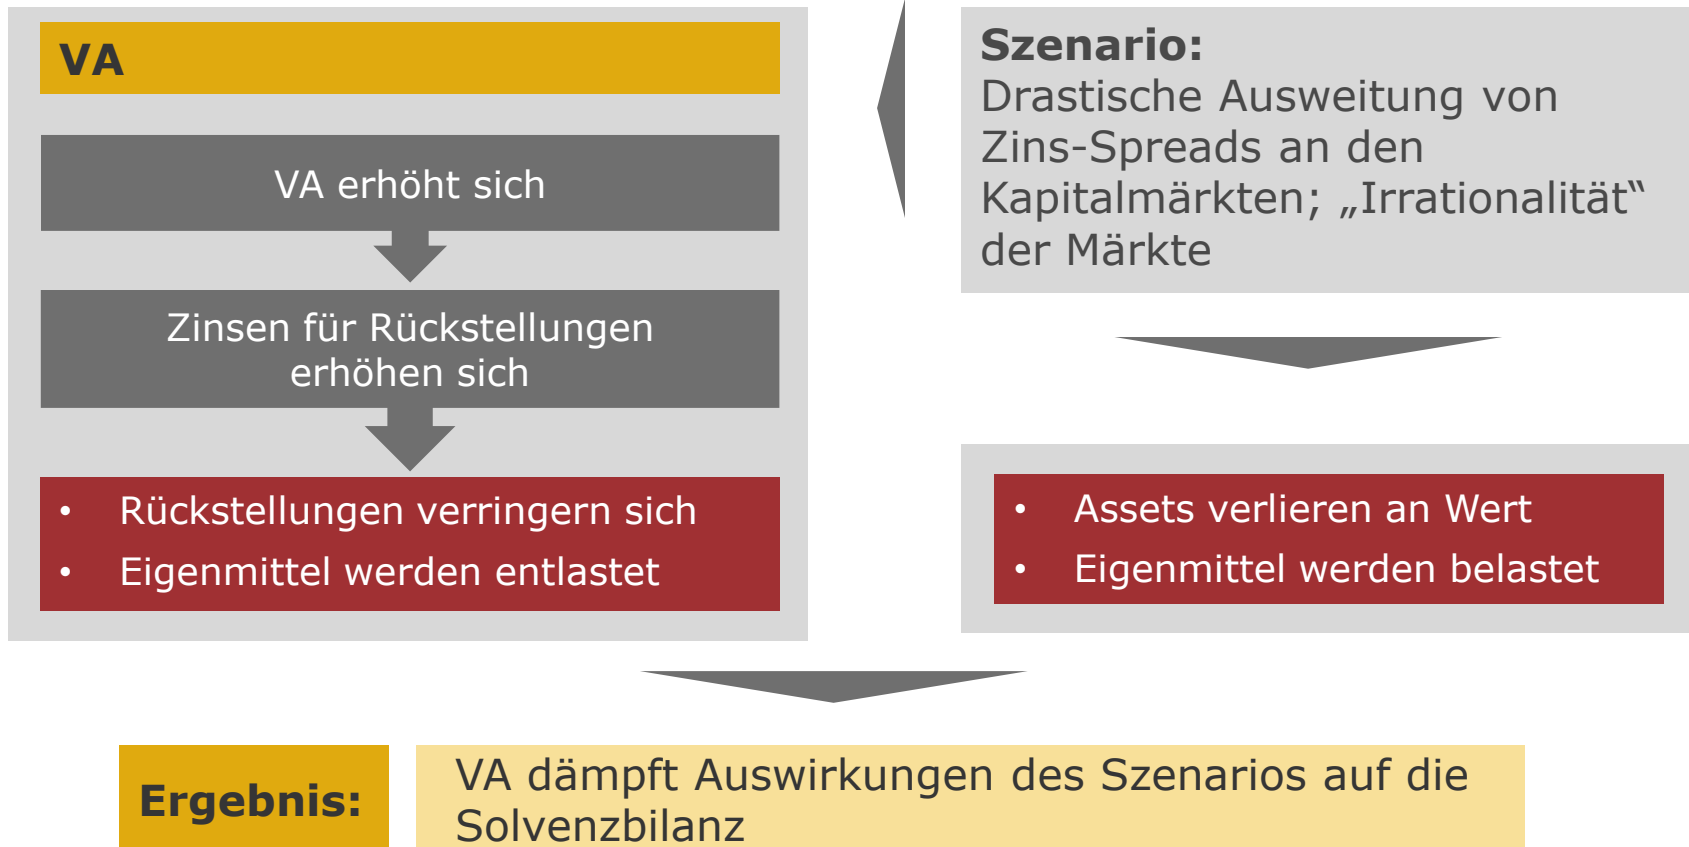 VA
VA erhöht sich
Zinsen für Rückstellungen
erhöhen sich
• Rückstellungen verringern sich
• Eigenmittel werden entlastet
Szenario:
Drastische Ausweitung von
Zins-Spreads an den
Kapitalmärkten; „Irrationalität“
der Märkte
• Assets verlieren an Wert
• Eigenmittel werden belastet
Ergebnis:
VA dämpft Auswirkungen des Szenarios auf die
Solvenzbilanz